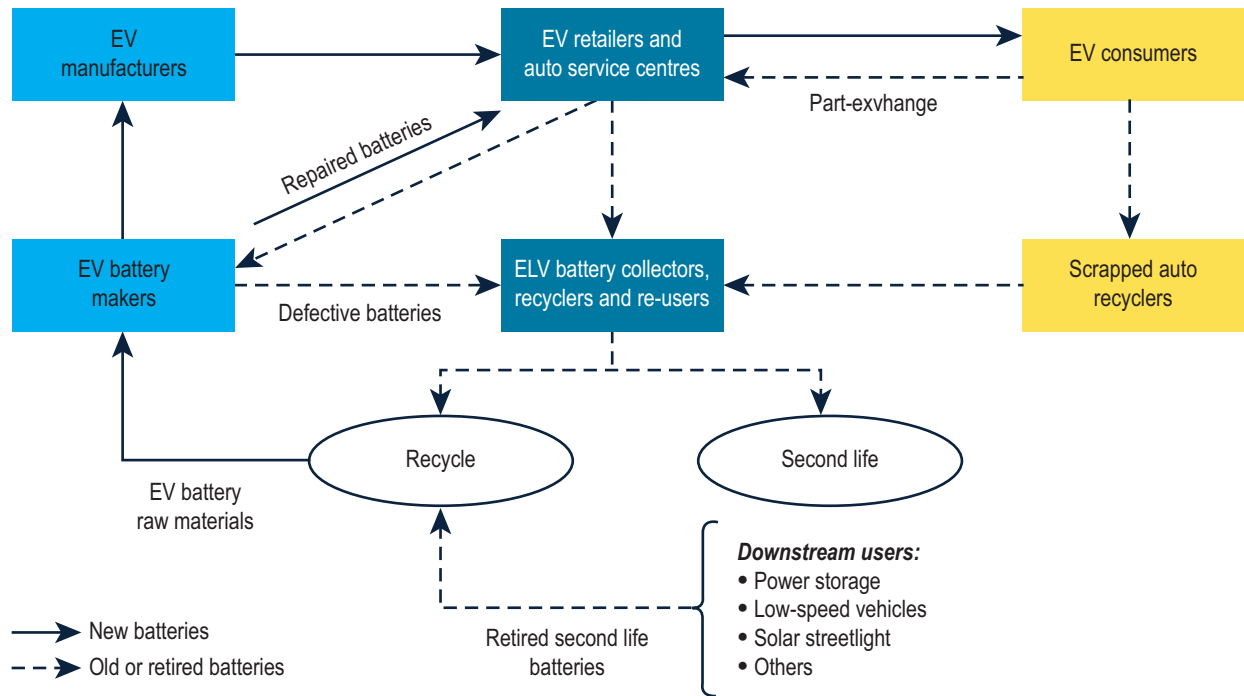 EV
manufacturers
EV retailers and
auto service centres
EV consumers
Part-exvhange
Repaired batteries
EV battery
makers
Defective batteries
ELV battery collectors,
recyclers and re-users
Scrapped auto
recyclers
Recycle
Second life
EV battery
raw materials
Downstream users:
• Power storage
• Low-speed vehicles
• Solar streetlight
• Others
Retired second life
batteries
New batteries
Old or retired batteries